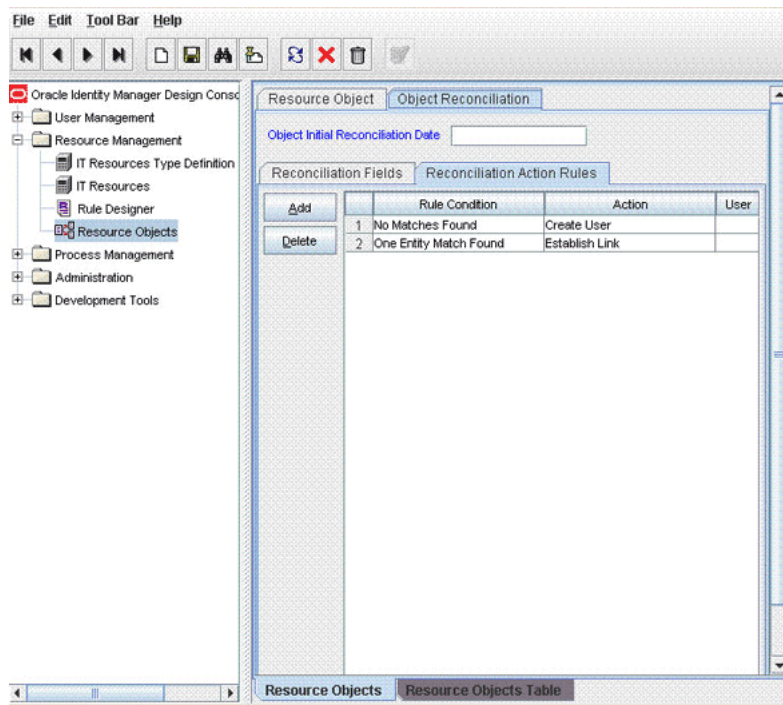 File Edit Tool Bar Help
Oracle Identity Manager Design Conso
User Management
Resource Management
IT Resources Type Definition
IT Resources
Rule Designer
Resource Objects
Process Management
Administration
Development Tools
Resource Object Object Reconciliation
Object Initial Reconciliation Date
Reconciliation Fields Reconciliation Action Rules
Add
Delete
Rule Condition Action User
1 No Matches Found Create User
2 One Entity Match Found Establish Link
Resource Objects Resource Objects Table